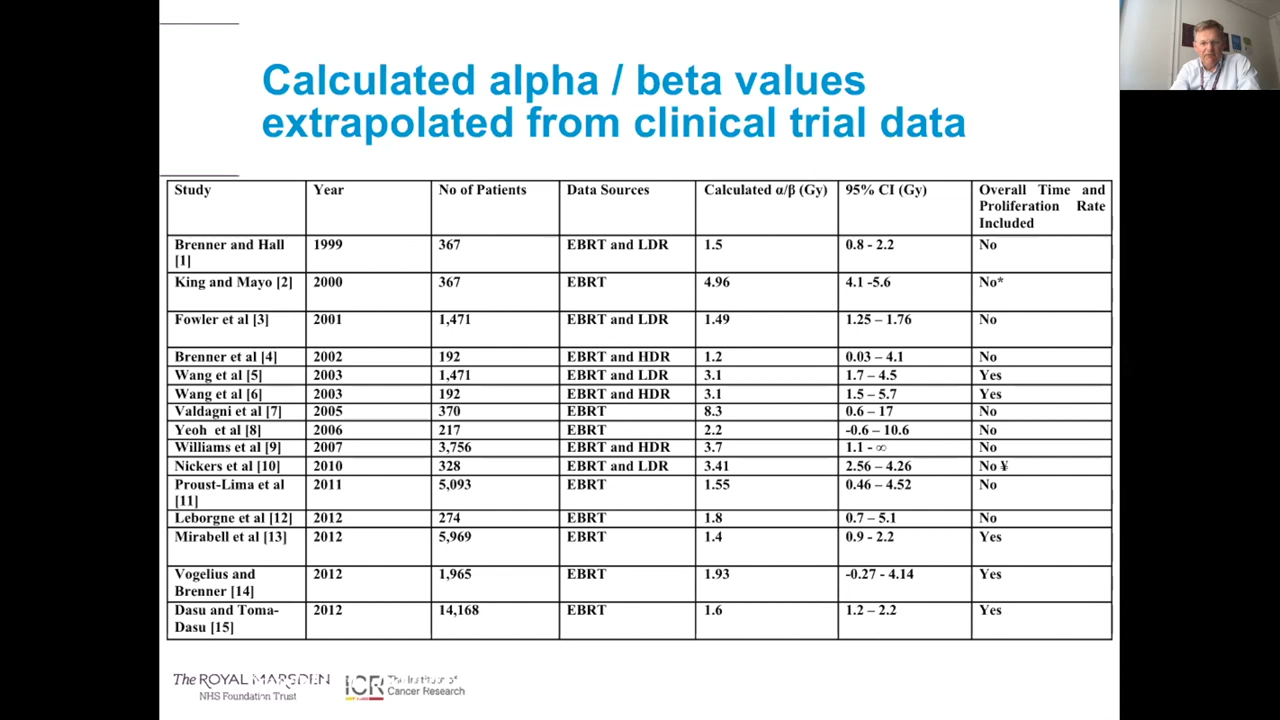 Calculated alpha / beta values
extrapolated from clinical trial data
Study Year No of Patients Data Sources Calculated α/β (Gy) 95% CI (Gy) Overall Time and
Proliferation Rate
Included
Brenner and Hall 1999 367 EBRT and LDR 1.5 0.8 - 2.2 No
[1]
King and Mayo [2] 2000 367 EBRT 4.96 4.1 -5.6 No*
Fowler et al [3] 2001 1,471 EBRT and LDR 1.49 1.25 – 1.76 No
Brenner et al [4] 2002 192 EBRT and HDR 1.2 0.03 – 4.1 No
Wang et al [5] 2003 1,471 EBRT and LDR 3.1 1.7 – 4.5 Yes
Wang et al [6] 2003 192 EBRT and HDR 3.1 1.5 – 5.7 Yes
Valdagni et al [7] 2005 370 EBRT 8.3 0.6 – 17 No
Yeoh et al [8] 2006 217 EBRT 2.2 -0.6 – 10.6 No
Williams et al [9] 2007 3,756 EBRT and HDR 3.7 1.1 - ∞ No
Nickers et al [10] 2010 328 EBRT and LDR 3.41 2.56 – 4.26 No ¥
Proust-Lima et al 2011 5,093 EBRT 1.55 0.46 – 4.52 No
[11]
Leborgne et al [12] 2012 274 EBRT 1.8 0.7 – 5.1 No
Mirabell et al [13] 2012 5,969 EBRT 1.4 0.9 - 2.2 Yes
Vogelius and 2012 1,965 EBRT 1.93 -0.27 - 4.14 Yes
Brenner [14]
Dasu and Toma- 2012 14,168 EBRT 1.6 1.2 – 2.2 Yes
Dasu [15]
The ROYAL MARSDEN
NHS Foundation Trust
ICR The Institute of
Cancer Research